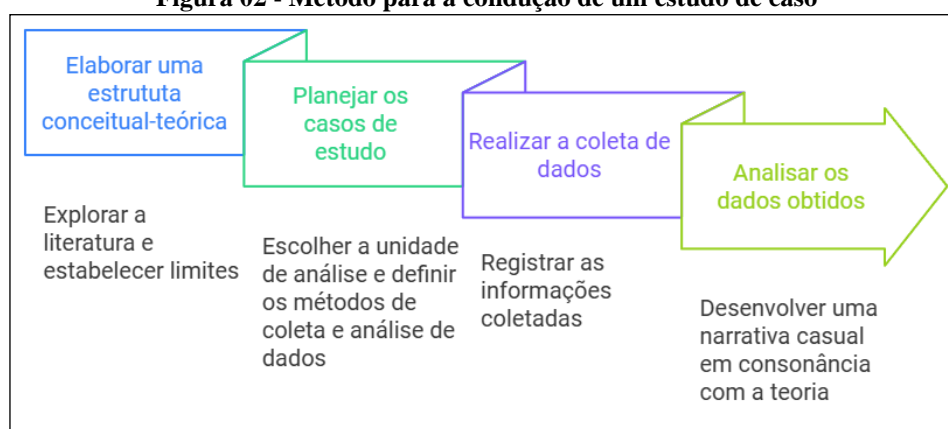 Figura 02 - Método para a condução de um estudo de caso
Elaborar uma
estrututa
conceitual-teórica
Explorar a
literatura e
estabelecer limites
Planejar os
casos de
estudo
Escolher a unidade
de análise e definir
os métodos de
coleta e análise de
dados
Realizar a coleta de
dados
Registrar as
informações
coletadas
Analisar os
dados obtidos
Desenvolver uma
narrativa casual
em consonância
com a teoria